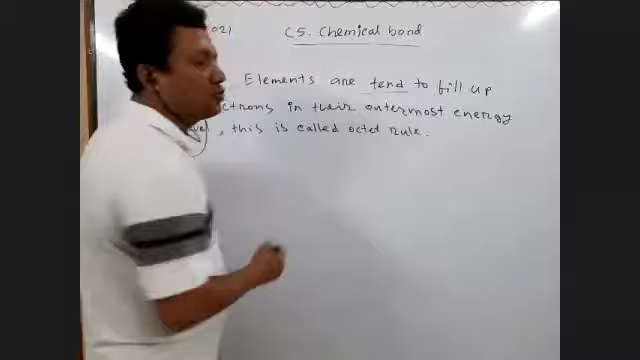 021 C5. Chemical bond
Elements are tend to fill up
ctrons in their outermost energy
, this is called octet rule.